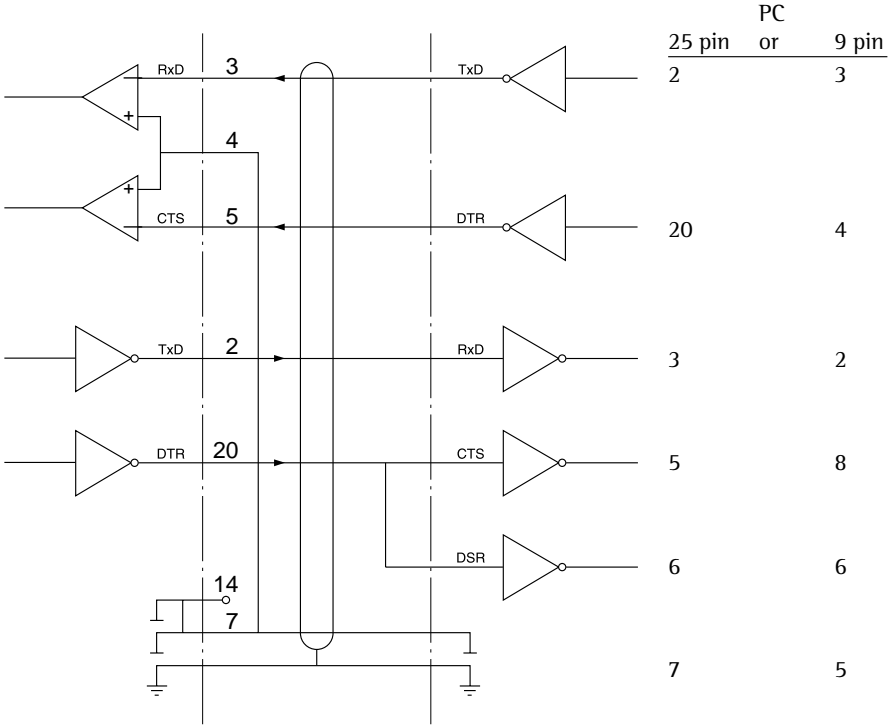 PC
25 pin or 9 pin
RxD 3 TxD 2 3
+
4
+
CTS 5 DTR 20 4
TxD 2 RxD 3 2
DTR 20 CTS 5 8
DSR 6 6
14
7
7 5